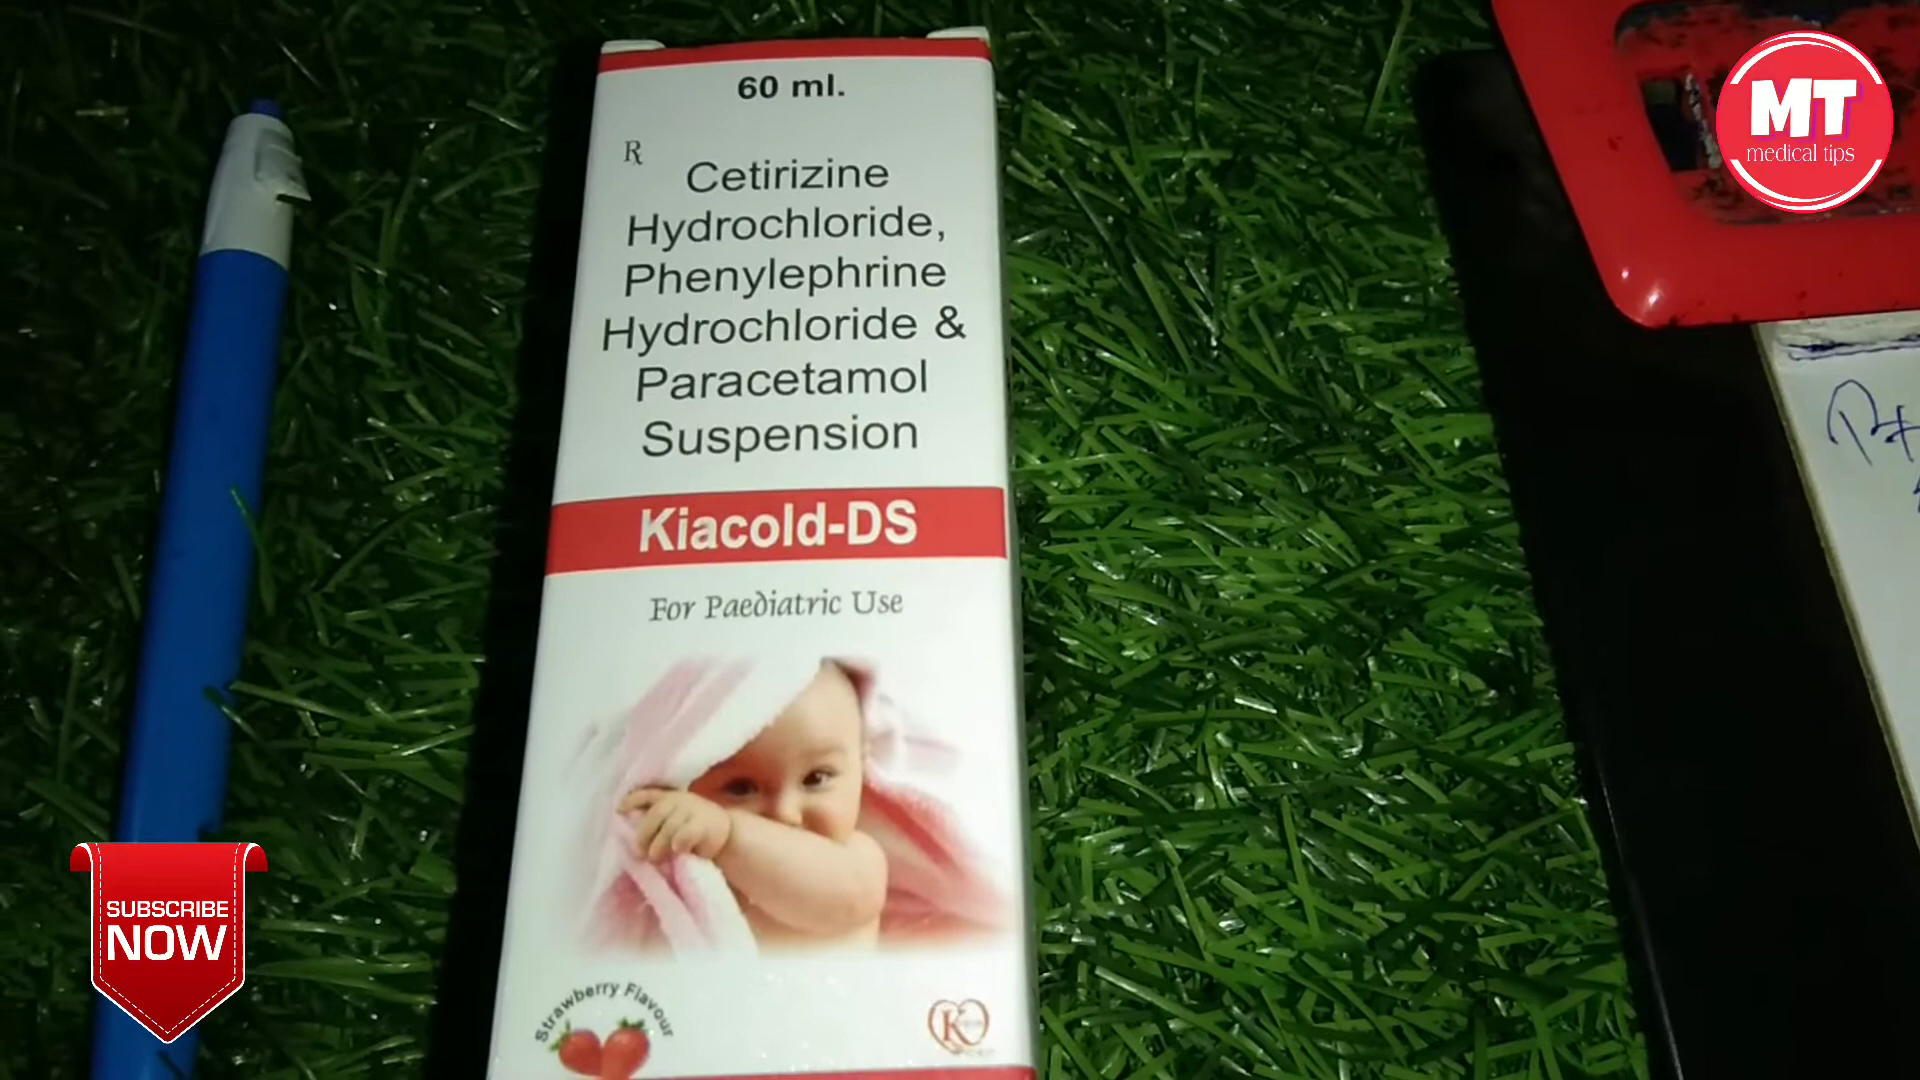 60 ml.
℞
Cetirizine
Hydrochloride,
Phenylephrine
Hydrochloride &
Paracetamol
Suspension
Kiacold-DS
For Paediatric Use
Strawberry Flavour
K
MT
medical tips
SUBSCRIBE
NOW